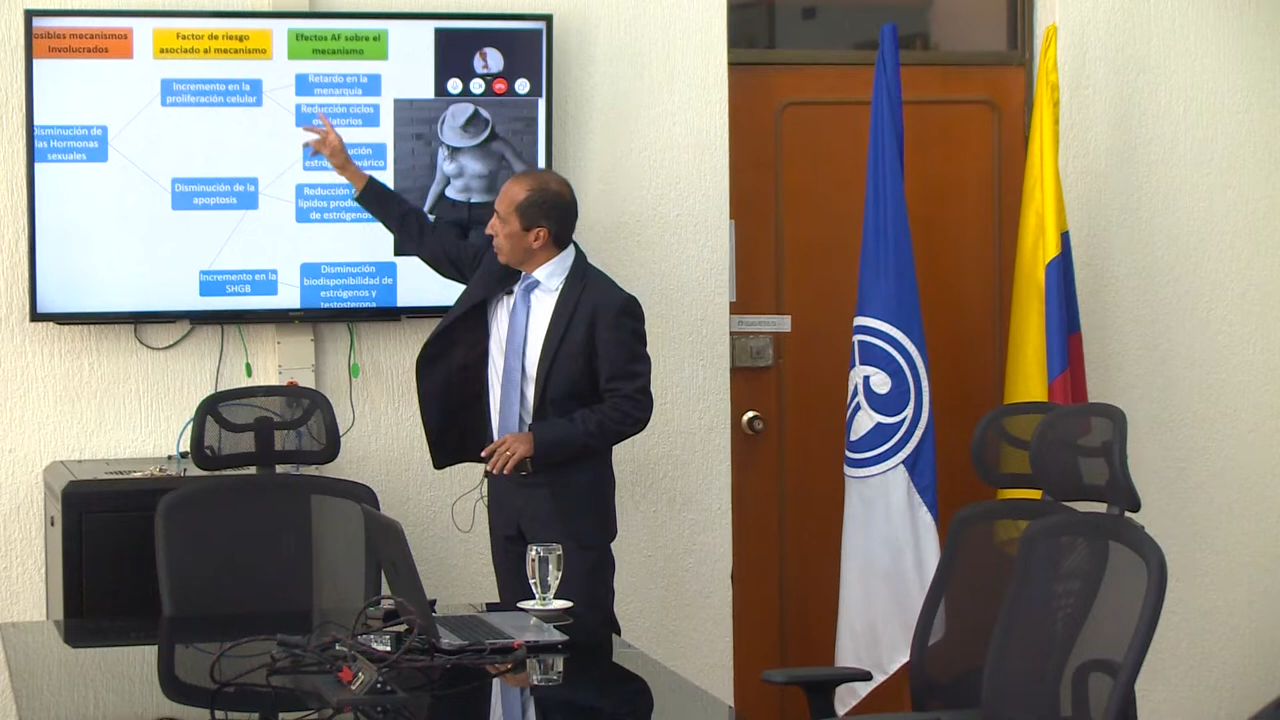 osibles mecanismos
Involucrados
Factor de riesgo
asociado al mecanismo
Efectos AF sobre el
mecanismo
Incremento en la
proliferación celular
Retardo en la
menarquia
Reducción ciclos
ovulatorios
Disminución de
las Hormonas
sexuales
ución
ovárico
Disminución de la
apoptosis
Reducción
lípidos
de estrógenos
Incremento en la
SHGB
Disminución
biodisponibilidad de
estrógenos y
testosterona